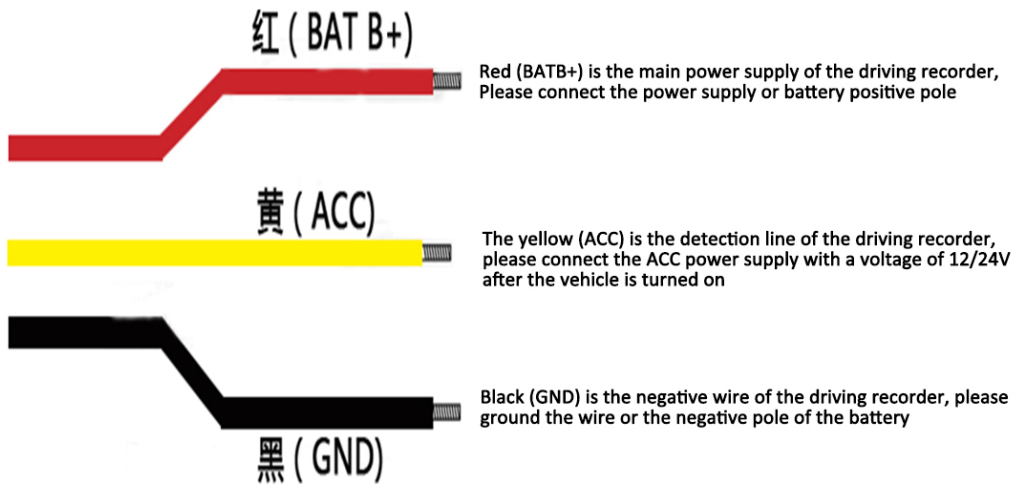 红 ( BAT B+)
Red (BATB+) is the main power supply of the driving recorder,
Please connect the power supply or battery positive pole
黄 ( ACC)
The yellow (ACC) is the detection line of the driving recorder,
please connect the ACC power supply with a voltage of 12/24V
after the vehicle is turned on
Black (GND) is the negative wire of the driving recorder, please
ground the wire or the negative pole of the battery
黑 ( GND)